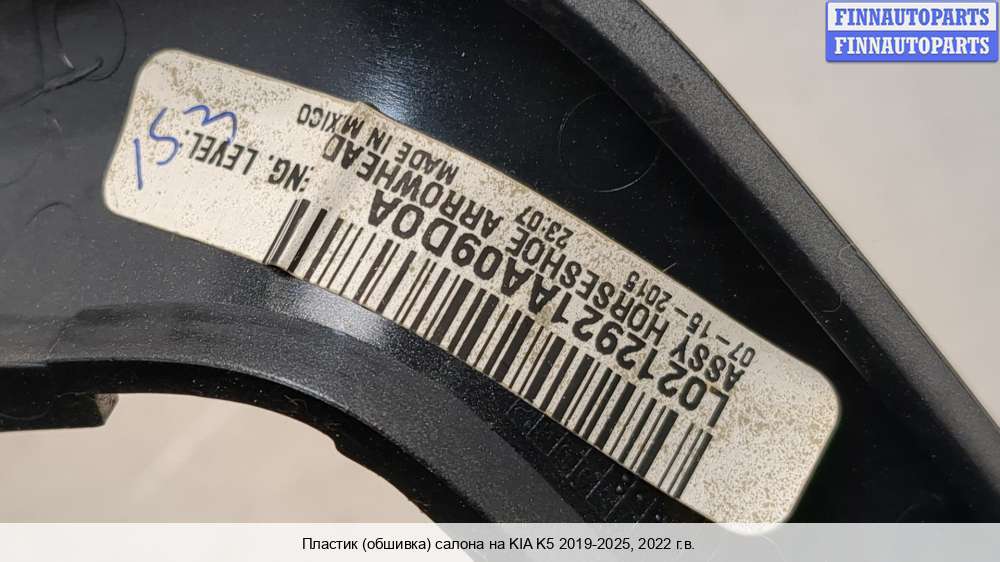 FINNAUTOPARTS
FINNAUTOPARTS
L02129921AA09D0A
ASSY HORSESHOE ARROWHEAD
07-15-2015 23:07 MADE IN MEXICO
ENG. LEVEL.
15.3
Пластик (обшивка) салона на KIA K5 2019-2025, 2022 г.в.